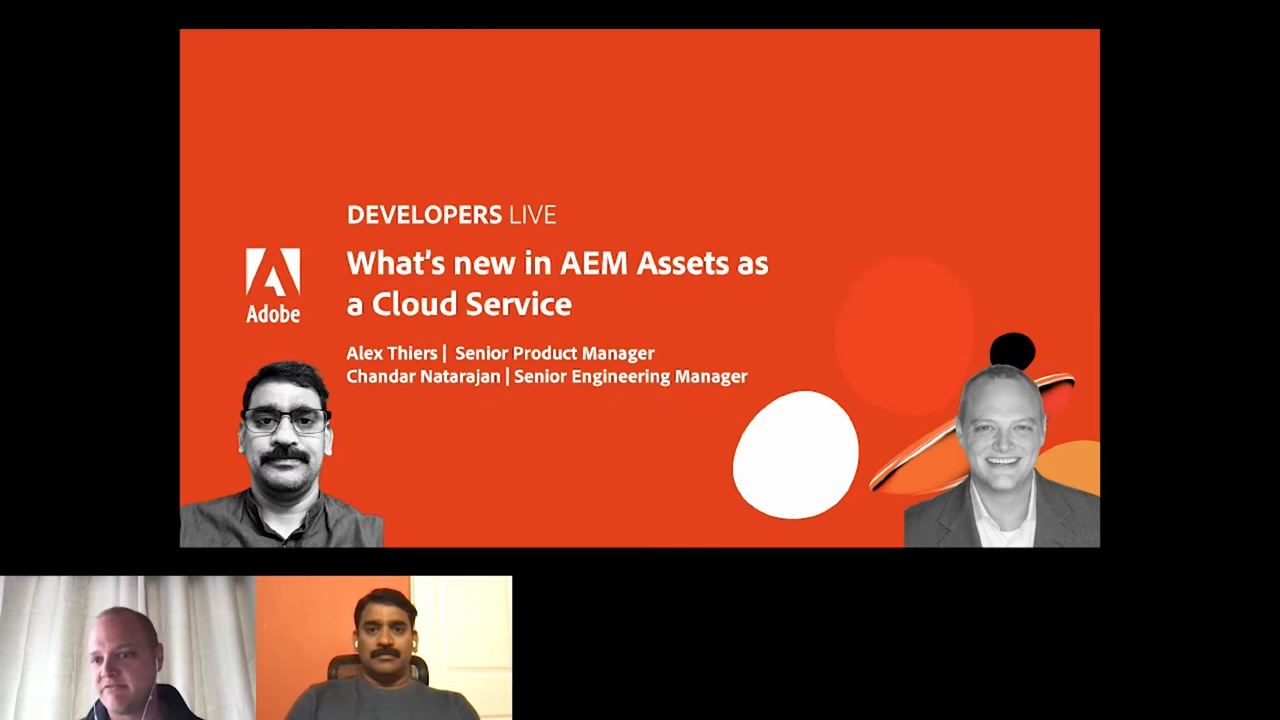 DEVELOPERS LIVE
What's new in AEM Assets as
a Cloud Service
Adobe
Alex Thiers | Senior Product Manager
Chandar Natarajan | Senior Engineering Manager